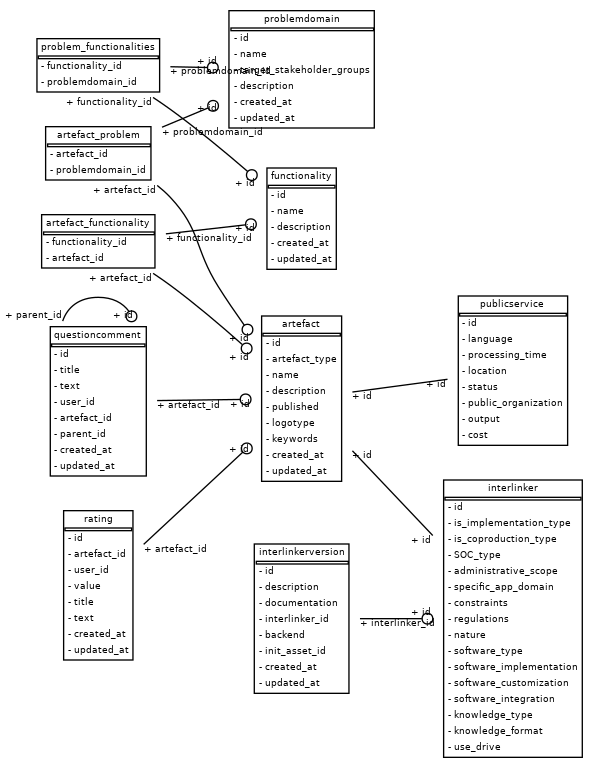 problemdomain
- id
- name
- target_stakeholder_groups
- description
- created_at
- updated_at
problem_functionalities
- functionality_id
- problemdomain_id
+ id
+ problemdomain_id
+ functionality_id
+ id
artefact_problem
- artefact_id
- problemdomain_id
+ id
+ problemdomain_id
+ artefact_id
functionality
- id
- name
- description
- created_at
- updated_at
artefact_functionality
- functionality_id
- artefact_id
+ id
+ functionality_id
+ artefact_id
+ parent_id
+ id
questioncomment
- id
- title
- text
- user_id
- artefact_id
- parent_id
- created_at
- updated_at
+ id
+ id
+ artefact_id
+ id
+ id
artefact
- id
- artefact_type
- name
- description
- published
- logotype
- keywords
- created_at
- updated_at
publicservice
- id
- language
- processing_time
- location
- status
- public_organization
- output
- cost
+ id
+ id
+ id
+ id
rating
- id
- artefact_id
- user_id
- value
- title
- text
- created_at
- updated_at
+ artefact_id
interlinkerversion
- id
- description
- documentation
- interlinker_id
- backend
- init_asset_id
- created_at
- updated_at
+ id
+ interlinker_id
interlinker
- id
- is_implementation_type
- is_coproduction_type
- SOC_type
- administrative_scope
- specific_app_domain
- constraints
- regulations
- nature
- software_type
- software_implementation
- software_customization
- software_integration
- knowledge_type
- knowledge_format
- use_drive